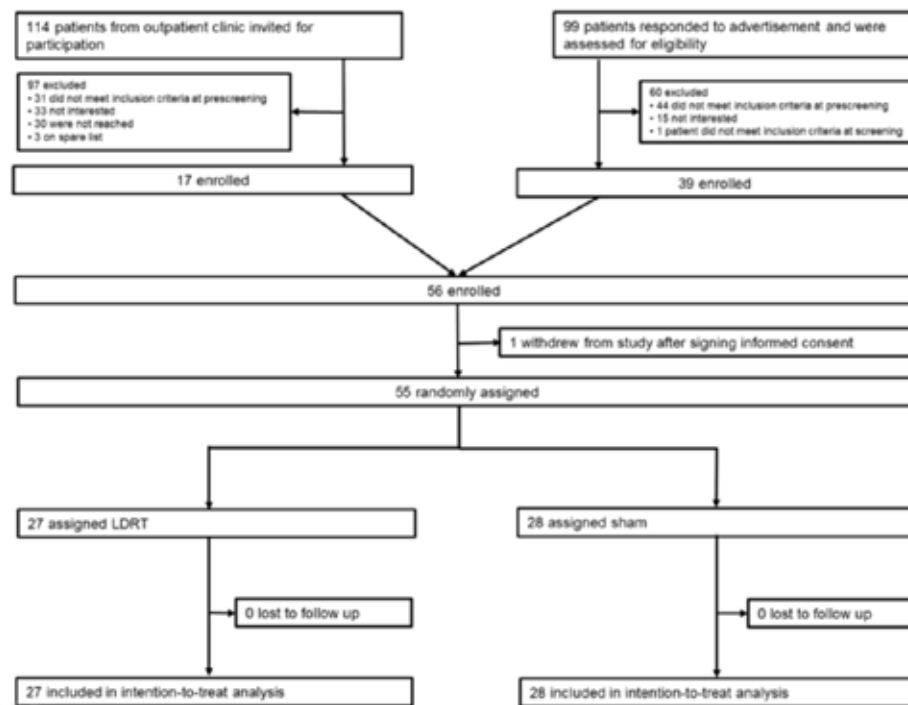 114 patients from outpatient clinic invited for
participation
99 patients responded to advertisement and were
assessed for eligibility
97 excluded
• 31 did not meet inclusion criteria at prescreening
• 33 not interested
• 30 were not reached
• 3 on spare list
60 excluded
• 44 did not meet inclusion criteria at prescreening
• 15 not interested
• 1 patient did not meet inclusion criteria at screening
17 enrolled
39 enrolled
56 enrolled
1 withdrew from study after signing informed consent
55 randomly assigned
27 assigned LDRT
28 assigned sham
0 lost to follow up
0 lost to follow up
27 included in intention-to-treat analysis
28 included in intention-to-treat analysis